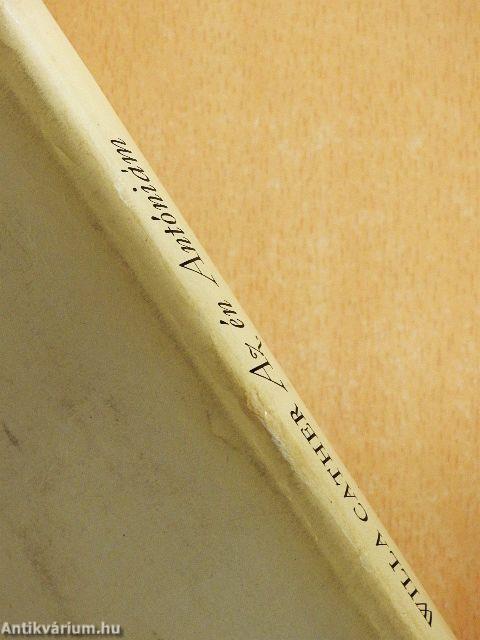 WILLA CATHER Az én Antóniám
Antikvárium.hu